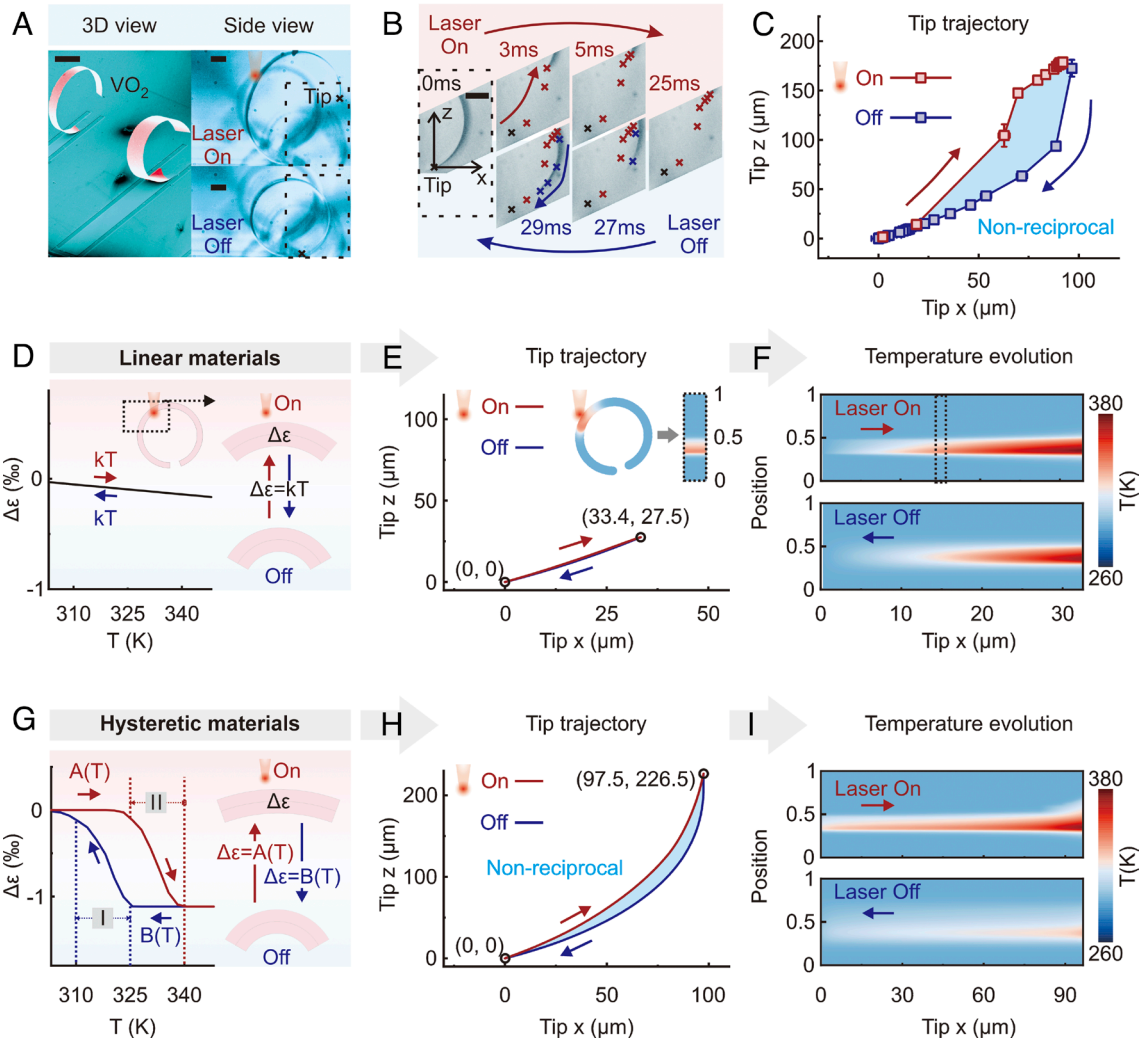 A
3D view
Side view
VO2
Tip
Laser
On
Laser
Off
B
Laser
On
3ms
5ms
0ms
25ms
z
x
Tip
29ms
27ms
Laser
Off
C
Tip trajectory
200
150
100
50
0
Tip z (μm)
On
Off
Non-reciprocal
0
50
100
Tip x (μm)
D
Linear materials
On
Δε
0
kT
kT
Δε=kT
Off
-1
Δε (‰)
310
325
340
T (K)
E
Tip trajectory
On
Off
1
0.5
0
100
50
0
Tip z (μm)
(33.4, 27.5)
(0, 0)
0
25
50
Tip x (μm)
F
Temperature evolution
1
0.5
0
Laser On
1
0.5
0
Laser Off
Position
380
T(K)
260
0
10
20
30
Tip x (μm)
G
Hysteretic materials
On
A(T)
II
Δε
0
Δε=A(T)
Δε=B(T)
-1
I
B(T)
Off
Δε (‰)
310
325
340
T (K)
H
Tip trajectory
On
Off
(97.5, 226.5)
200
100
0
Tip z (μm)
Non-reciprocal
(0, 0)
0
50
100
Tip x (μm)
I
Temperature evolution
1
0.5
0
Laser On
1
0.5
0
Laser Off
Position
380
T(K)
260
0
30
60
90
Tip x (μm)